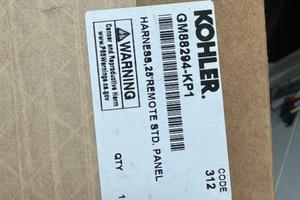 KOHLER.
GM88294-KP1
HARNESS,25'REMOTE STD. PANEL
WARNING
Cancer and Reproductive Harm
www.P65Warnings.ca.gov
QTY
1
CODE
312